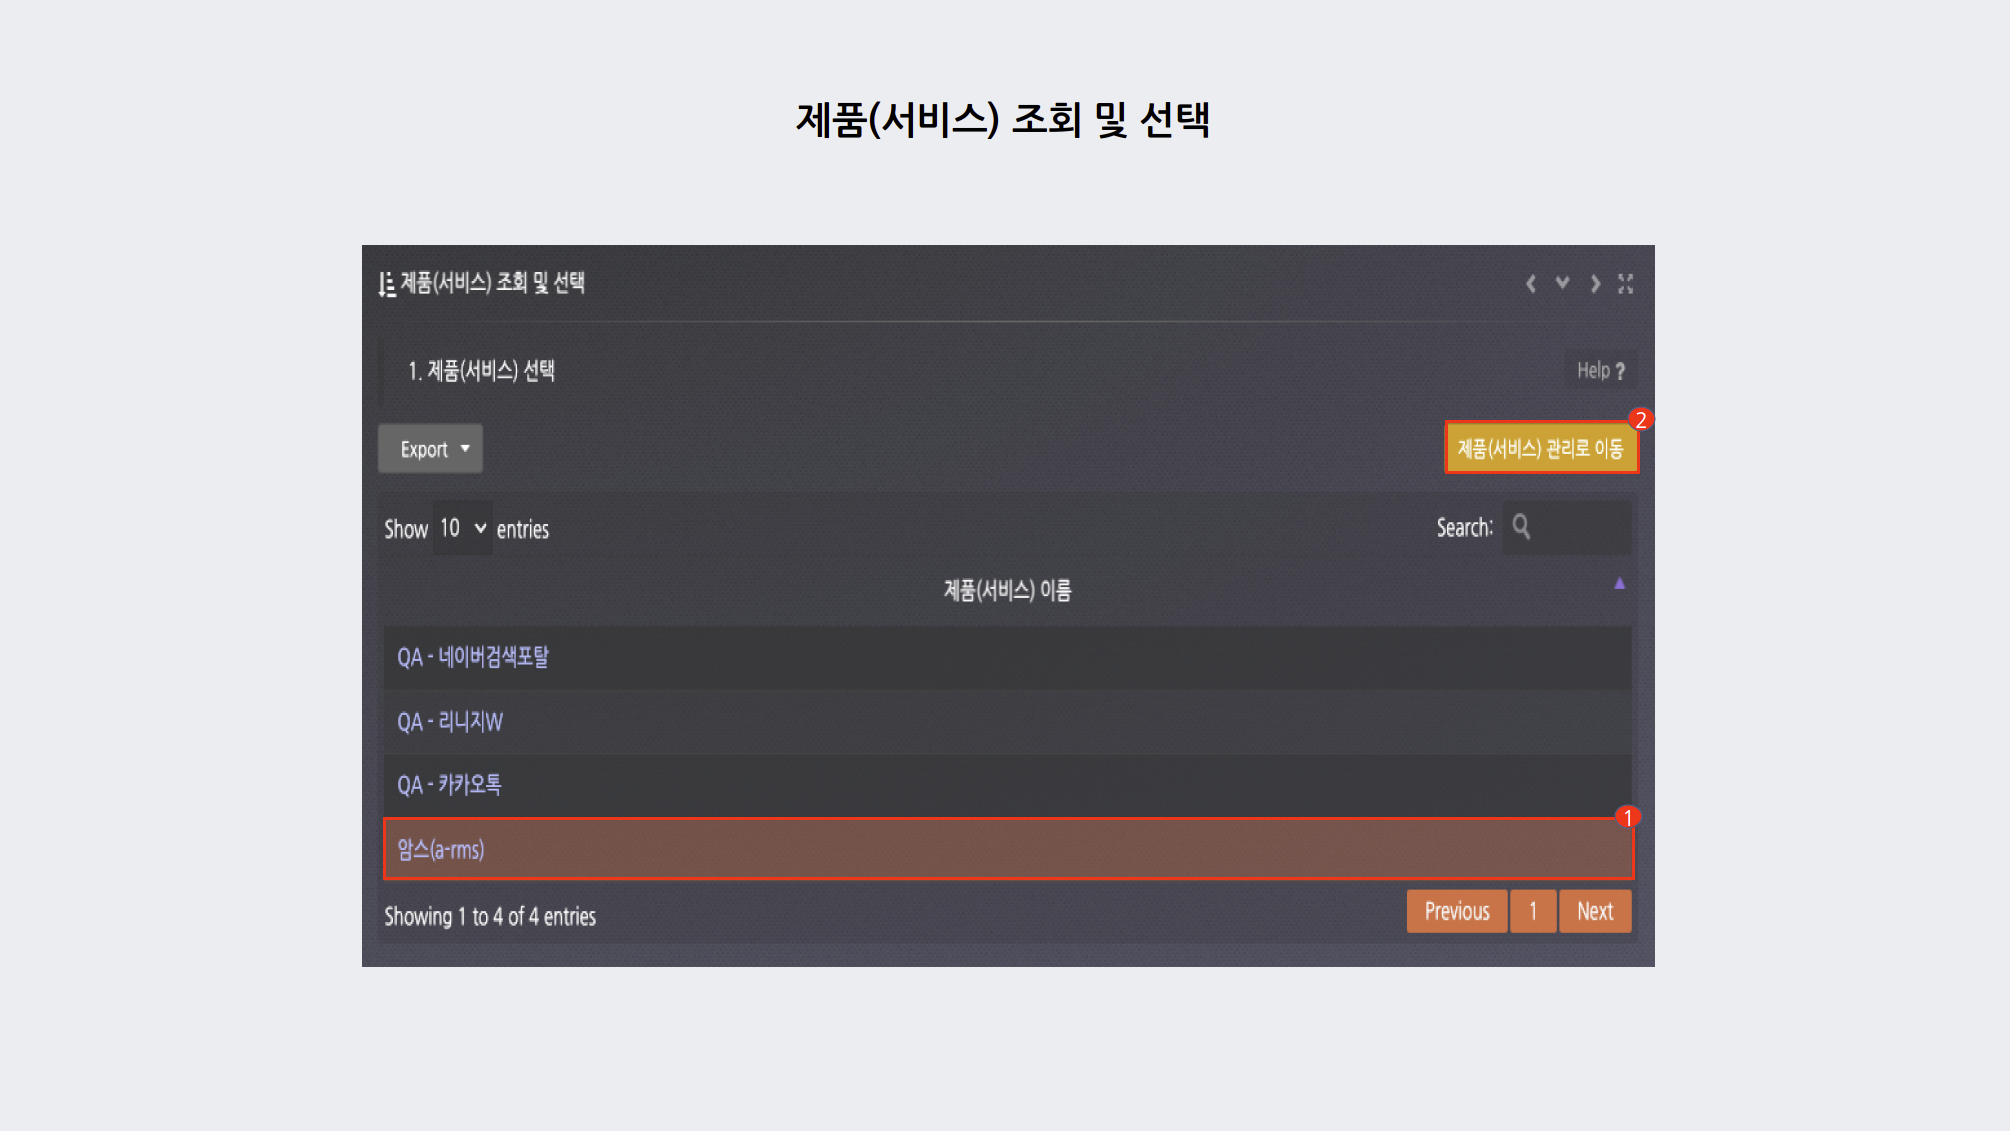 제품(서비스) 조회 및 선택
제품(서비스) 조회 및 선택
1. 제품(서비스) 선택
Help ?
2
Export
제품(서비스) 관리로 이동
Show 10 entries
Search:
제품(서비스) 이름
QA - 네이버검색포탈
QA - 리니지W
QA - 카카오톡
1
암스(a-rms)
Showing 1 to 4 of 4 entries
Previous 1 Next